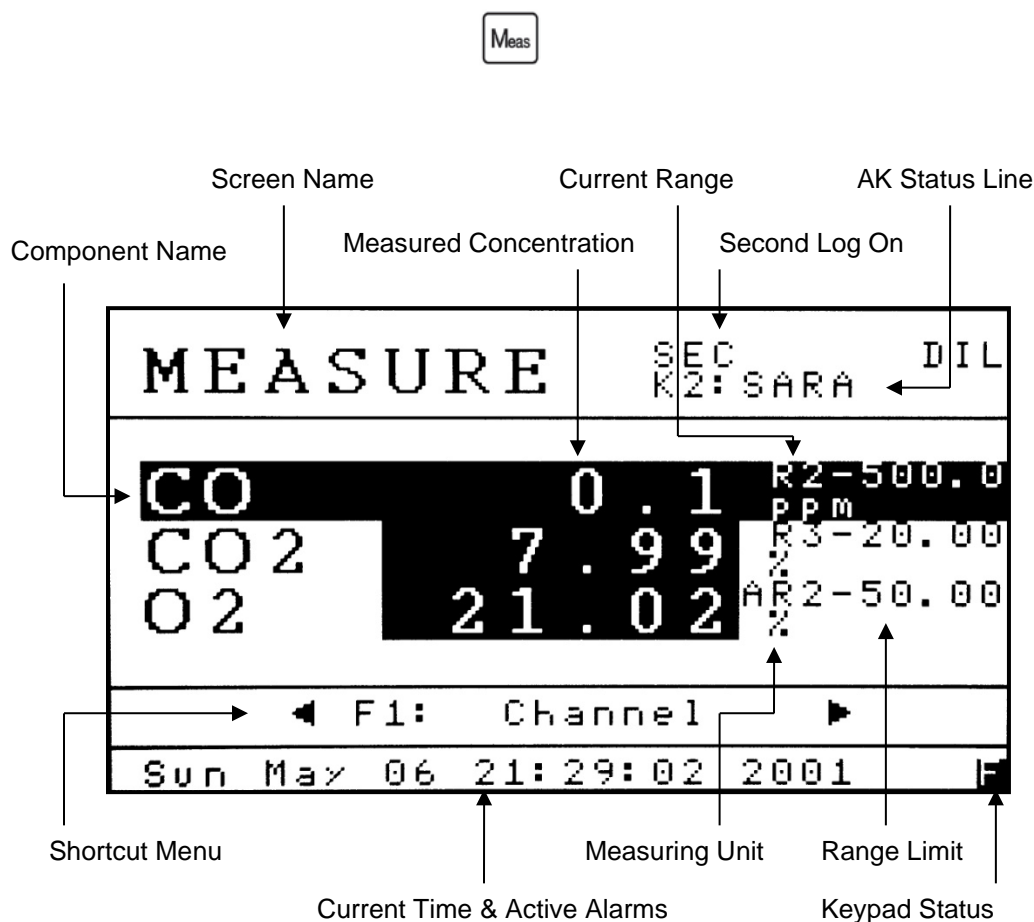 Meas
Screen Name Current Range AK Status Line
Component Name Measured Concentration Second Log On
MEASURE SEC DIL
K2:SARA
CO 0.1 R2-500.0
ppm
CO2 7.99 R3-20.00
%
O2 21.02 AR2-50.00
%
F1: Channel
Sun May 06 21:29:02 2001 F
Shortcut Menu Measuring Unit Range Limit
Current Time & Active Alarms Keypad Status